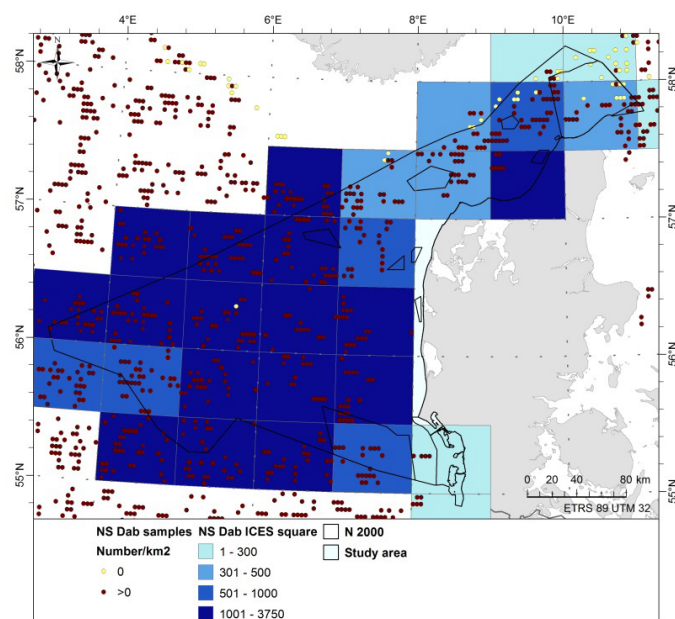 4°E 6°E 8°E 10°E
N
58°N 58°N
57°N 57°N
56°N 56°N
55°N 55°N
0 20 40 80 km
ETRS 89 UTM 32
NS Dab samples NS Dab ICES square N 2000
Number/km2 1 - 300 Study area
0 301 - 500
>0 501 - 1000
1001 - 3750